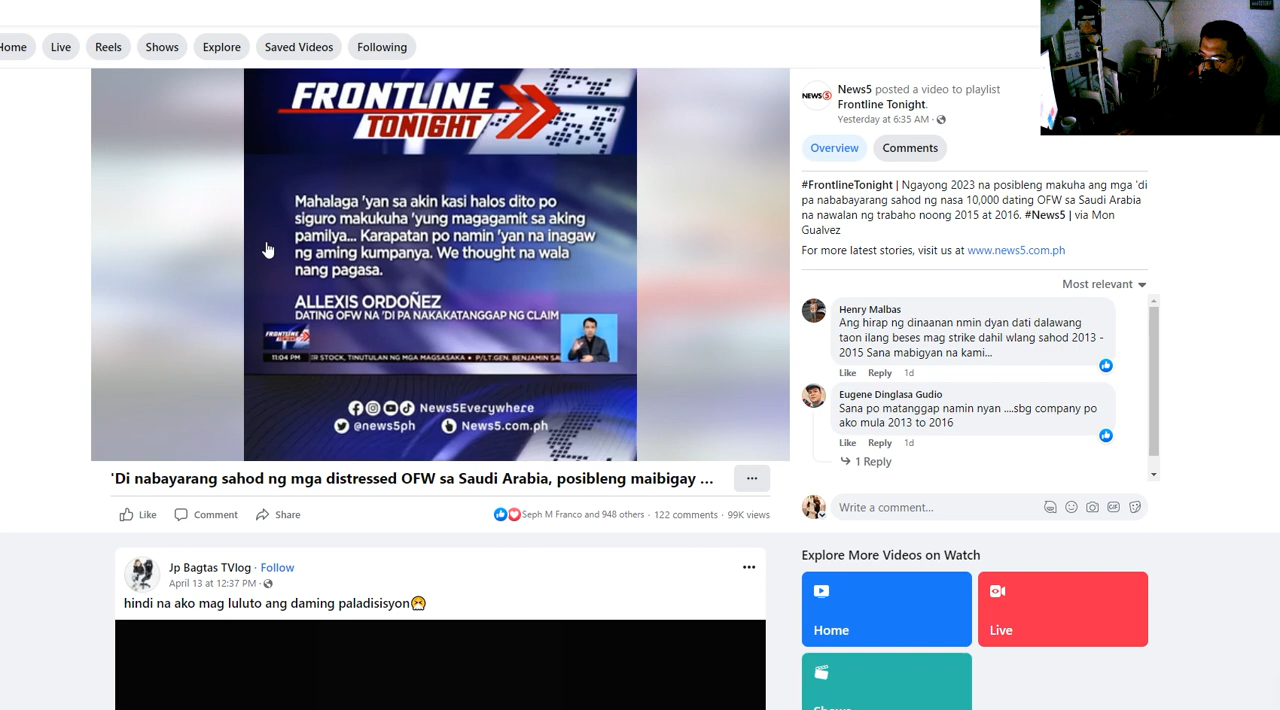 Home
Live
Reels
Shows
Explore
Saved Videos
Following
FRONTLINE
TONIGHT
Mahalaga 'yan sa akin kasi halos dito po
siguro makukuha 'yung magagamit sa aking
pamilya... Karapatan po namin 'yan na inagaw
ng aming kumpanya. We thought na wala
nang pagasa.
ALLEXIS ORDOÑEZ
DATING OFW NA 'DI PA NAKAKATANGGAP NG CLAIM
FRONTLINE
11:04 PM
STOCK, TINUTULAN NG MGA MAGSASAKA • P/LT.GEN. BENJAMIN
News5Everywhere
@news5ph
News5.com.ph
'Di nabayarang sahod ng mga distressed OFW sa Saudi Arabia, posibleng maibigay ...
Like
Comment
Share
Seph M Franco and 948 others · 122 comments · 99K views
NEWS5
News5 posted a video to playlist
Frontline Tonight.
Yesterday at 6:35 AM ·
Overview
Comments
#FrontlineTonight | Ngayong 2023 na posibleng makuha ang mga 'di
pa nababayarang sahod ng nasa 10,000 dating OFW sa Saudi Arabia
na nawalan ng trabaho noong 2015 at 2016. #News5 | via Mon
Gualvez
For more latest stories, visit us at www.news5.com.ph
Most relevant
Henry Malbas
Ang hirap ng dinaanan nmin dyan dati dalawang
taon ilang beses mag strike dahil wlang sahod 2013 -
2015 Sana mabigyan na kami...
Like Reply 1d
Eugene Dinglasa Gudio
Sana po matanggap namin nyan ....sbg company po
ako mula 2013 to 2016
Like Reply 1d
1 Reply
Write a comment...
GIF
Jp Bagtas TVlog · Follow
April 13 at 12:37 PM ·
hindi na ako mag luluto ang daming paladisisyon
Explore More Videos on Watch
Home
Live